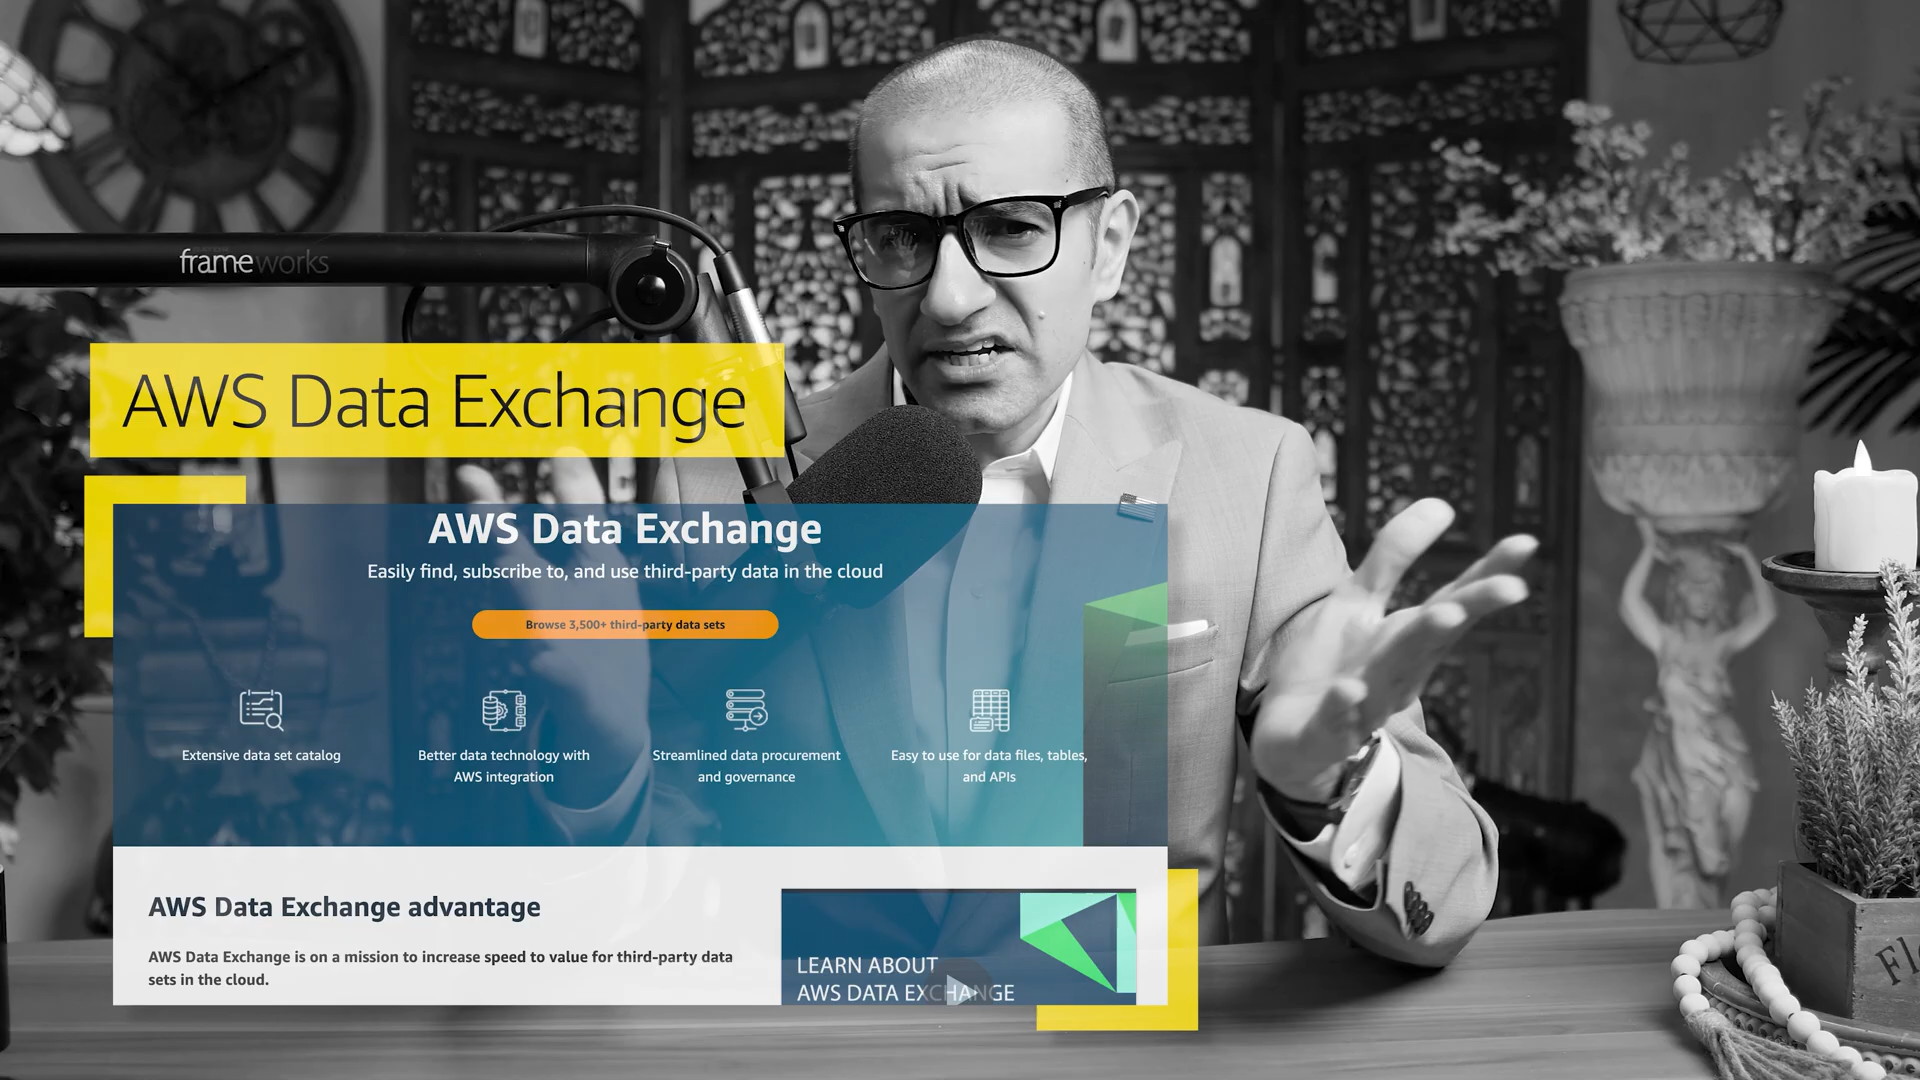 frameworks
AWS Data Exchange
AWS Data Exchange
Easily find, subscribe to, and use third-party data in the cloud
Browse 3,500+ third-party data sets
Extensive data set catalog
Better data technology with
AWS integration
Streamlined data procurement
and governance
Easy to use for data files, tables,
and APIs
AWS Data Exchange advantage
AWS Data Exchange is on a mission to increase speed to value for third-party data
sets in the cloud.
LEARN ABOUT
AWS DATA EXCHANGE